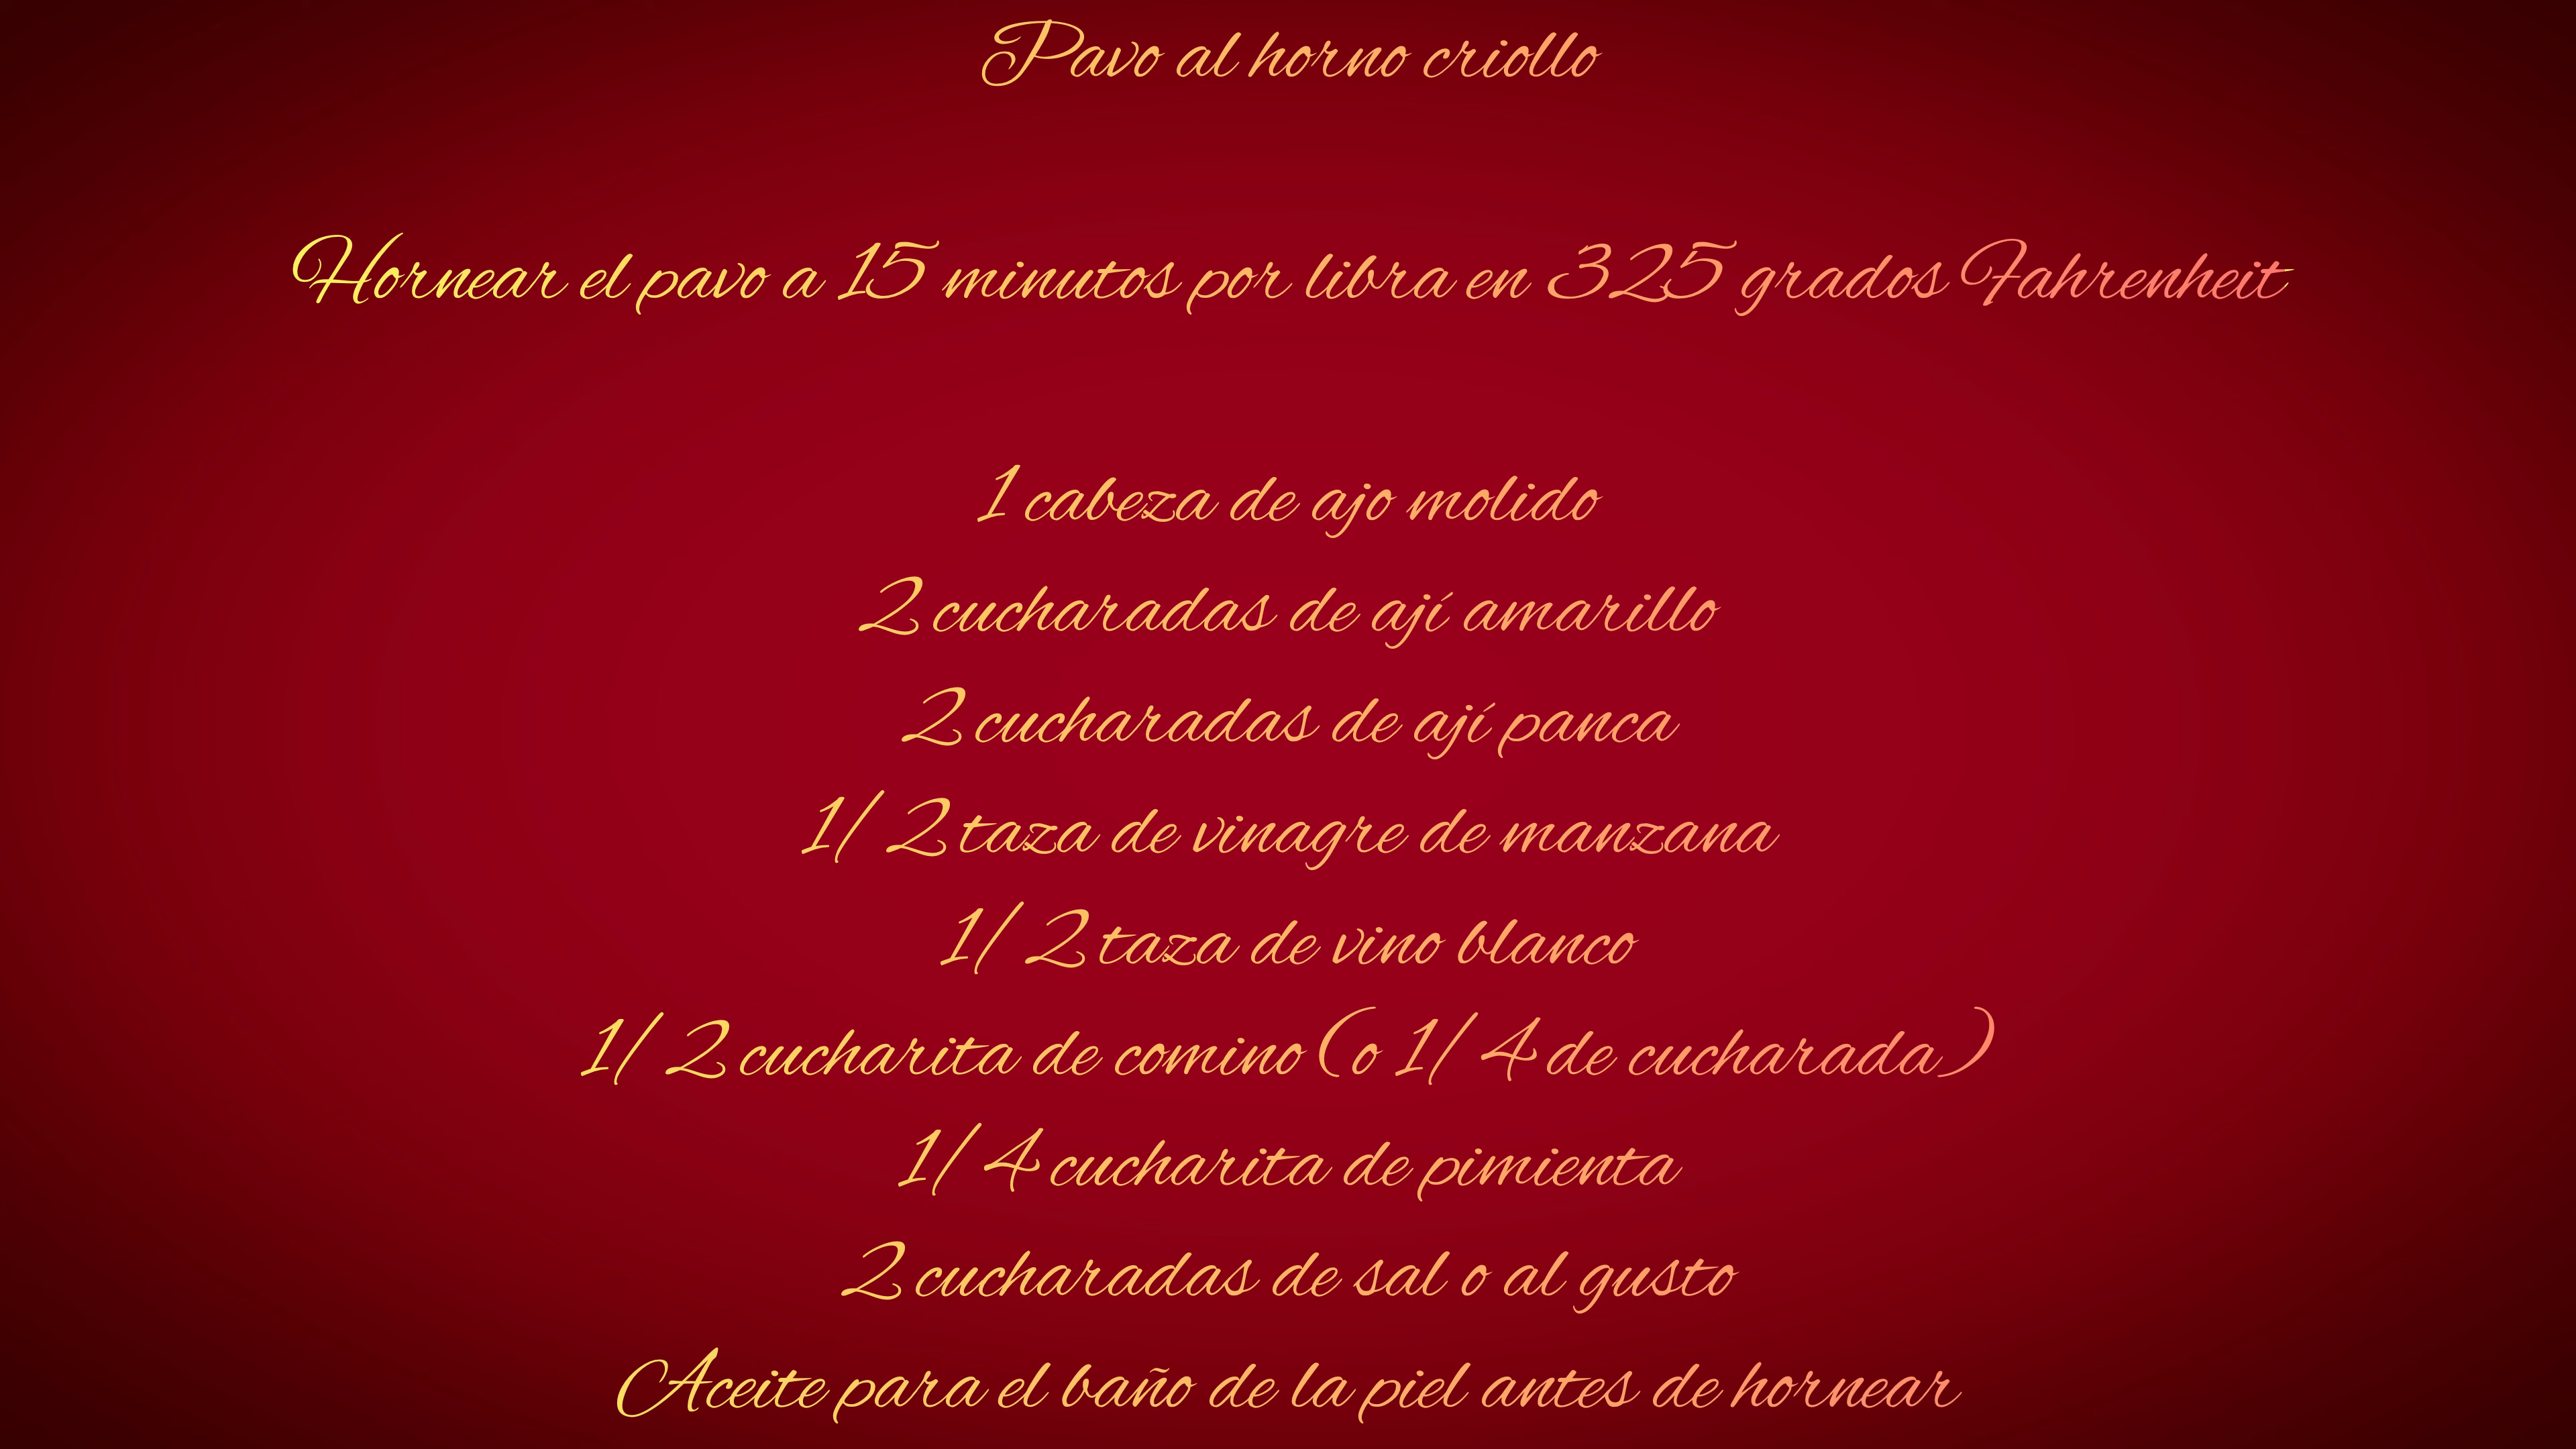 Pavo al horno criollo
Hornear el pavo a 15 minutos por libra en 325 grados Fahrenheit
1 cabeza de ajo molido
2 cucharadas de ají amarillo
2 cucharadas de ají panca
1/2 taza de vinagre de manzana
1/2 taza de vino blanco
1/2 cucharita de comino (o 1/4 de cucharada)
1/4 cucharita de pimienta
2 cucharadas de sal o al gusto
Aceite para el baño de la piel antes de hornear